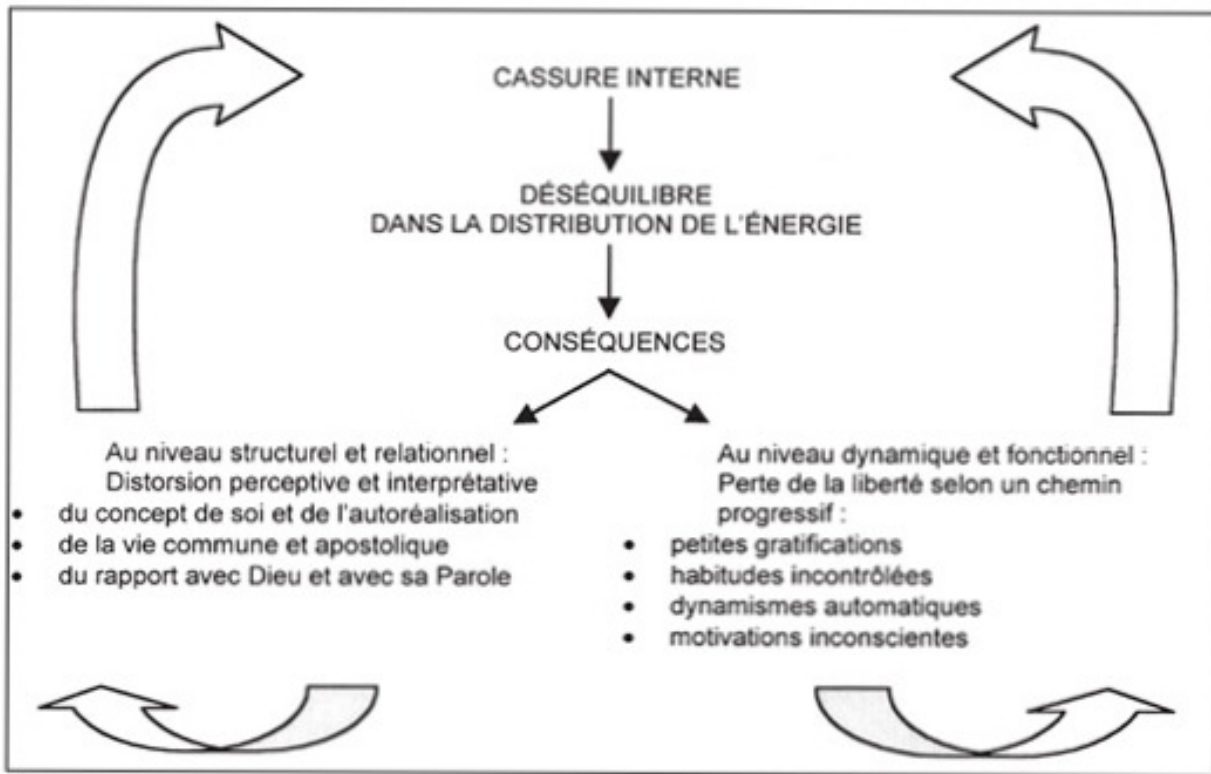 CASSURE INTERNE
DÉSÉQUILIBRE
DANS LA DISTRIBUTION DE L'ÉNERGIE
CONSÉQUENCES
Au niveau structurel et relationnel :
Distorsion perceptive et interprétative
• du concept de soi et de l'autoréalisation
• de la vie commune et apostolique
• du rapport avec Dieu et avec sa Parole
Au niveau dynamique et fonctionnel :
Perte de la liberté selon un chemin
progressif :
• petites gratifications
• habitudes incontrôlées
• dynamismes automatiques
• motivations inconscientes